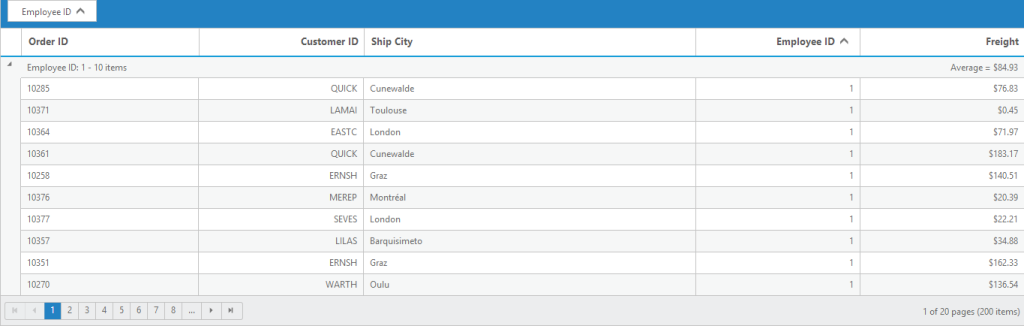 Employee ID
Order ID Customer ID Ship City Employee ID Freight
Employee ID: 1 - 10 items Average = $84.93
10285 QUICK Cunewalde 1 $76.83
10371 LAMAI Toulouse 1 $0.45
10364 EASTC London 1 $71.97
10361 QUICK Cunewalde 1 $183.17
10258 ERNSH Graz 1 $140.51
10376 MEREP Montréal 1 $20.39
10377 SEVES London 1 $22.21
10357 LILAS Barquisimeto 1 $34.88
10351 ERNSH Graz 1 $162.33
10270 WARTH Oulu 1 $136.54
1 2 3 4 5 6 7 8 ... 1 of 20 pages (200 items)